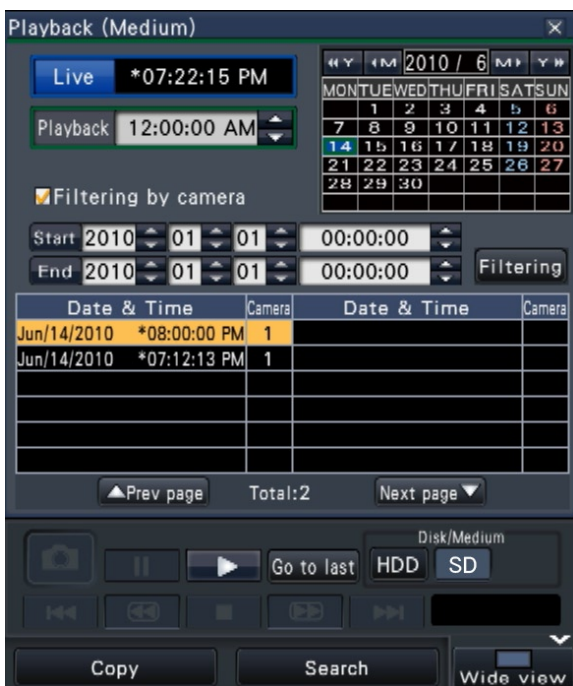 Playback (Medium)
Live *07:22:15 PM
Playback 12:00:00 AM
Y M 2010 / 6 M Y
MON TUE WED THU FRI SAT SUN
1 2 3 4 5 6
7 8 9 10 11 12 13
14 15 16 17 18 19 20
21 22 23 24 25 26 27
28 29 30
Filtering by camera
Start 2010 01 01 00:00:00
End 2010 01 01 00:00:00 Filtering
Date & Time Camera Date & Time Camera
Jun/14/2010 *08:00:00 PM 1
Jun/14/2010 *07:12:13 PM 1
Prev page Total:2 Next page
Disk/Medium
Go to last HDD SD
Copy Search Wide view